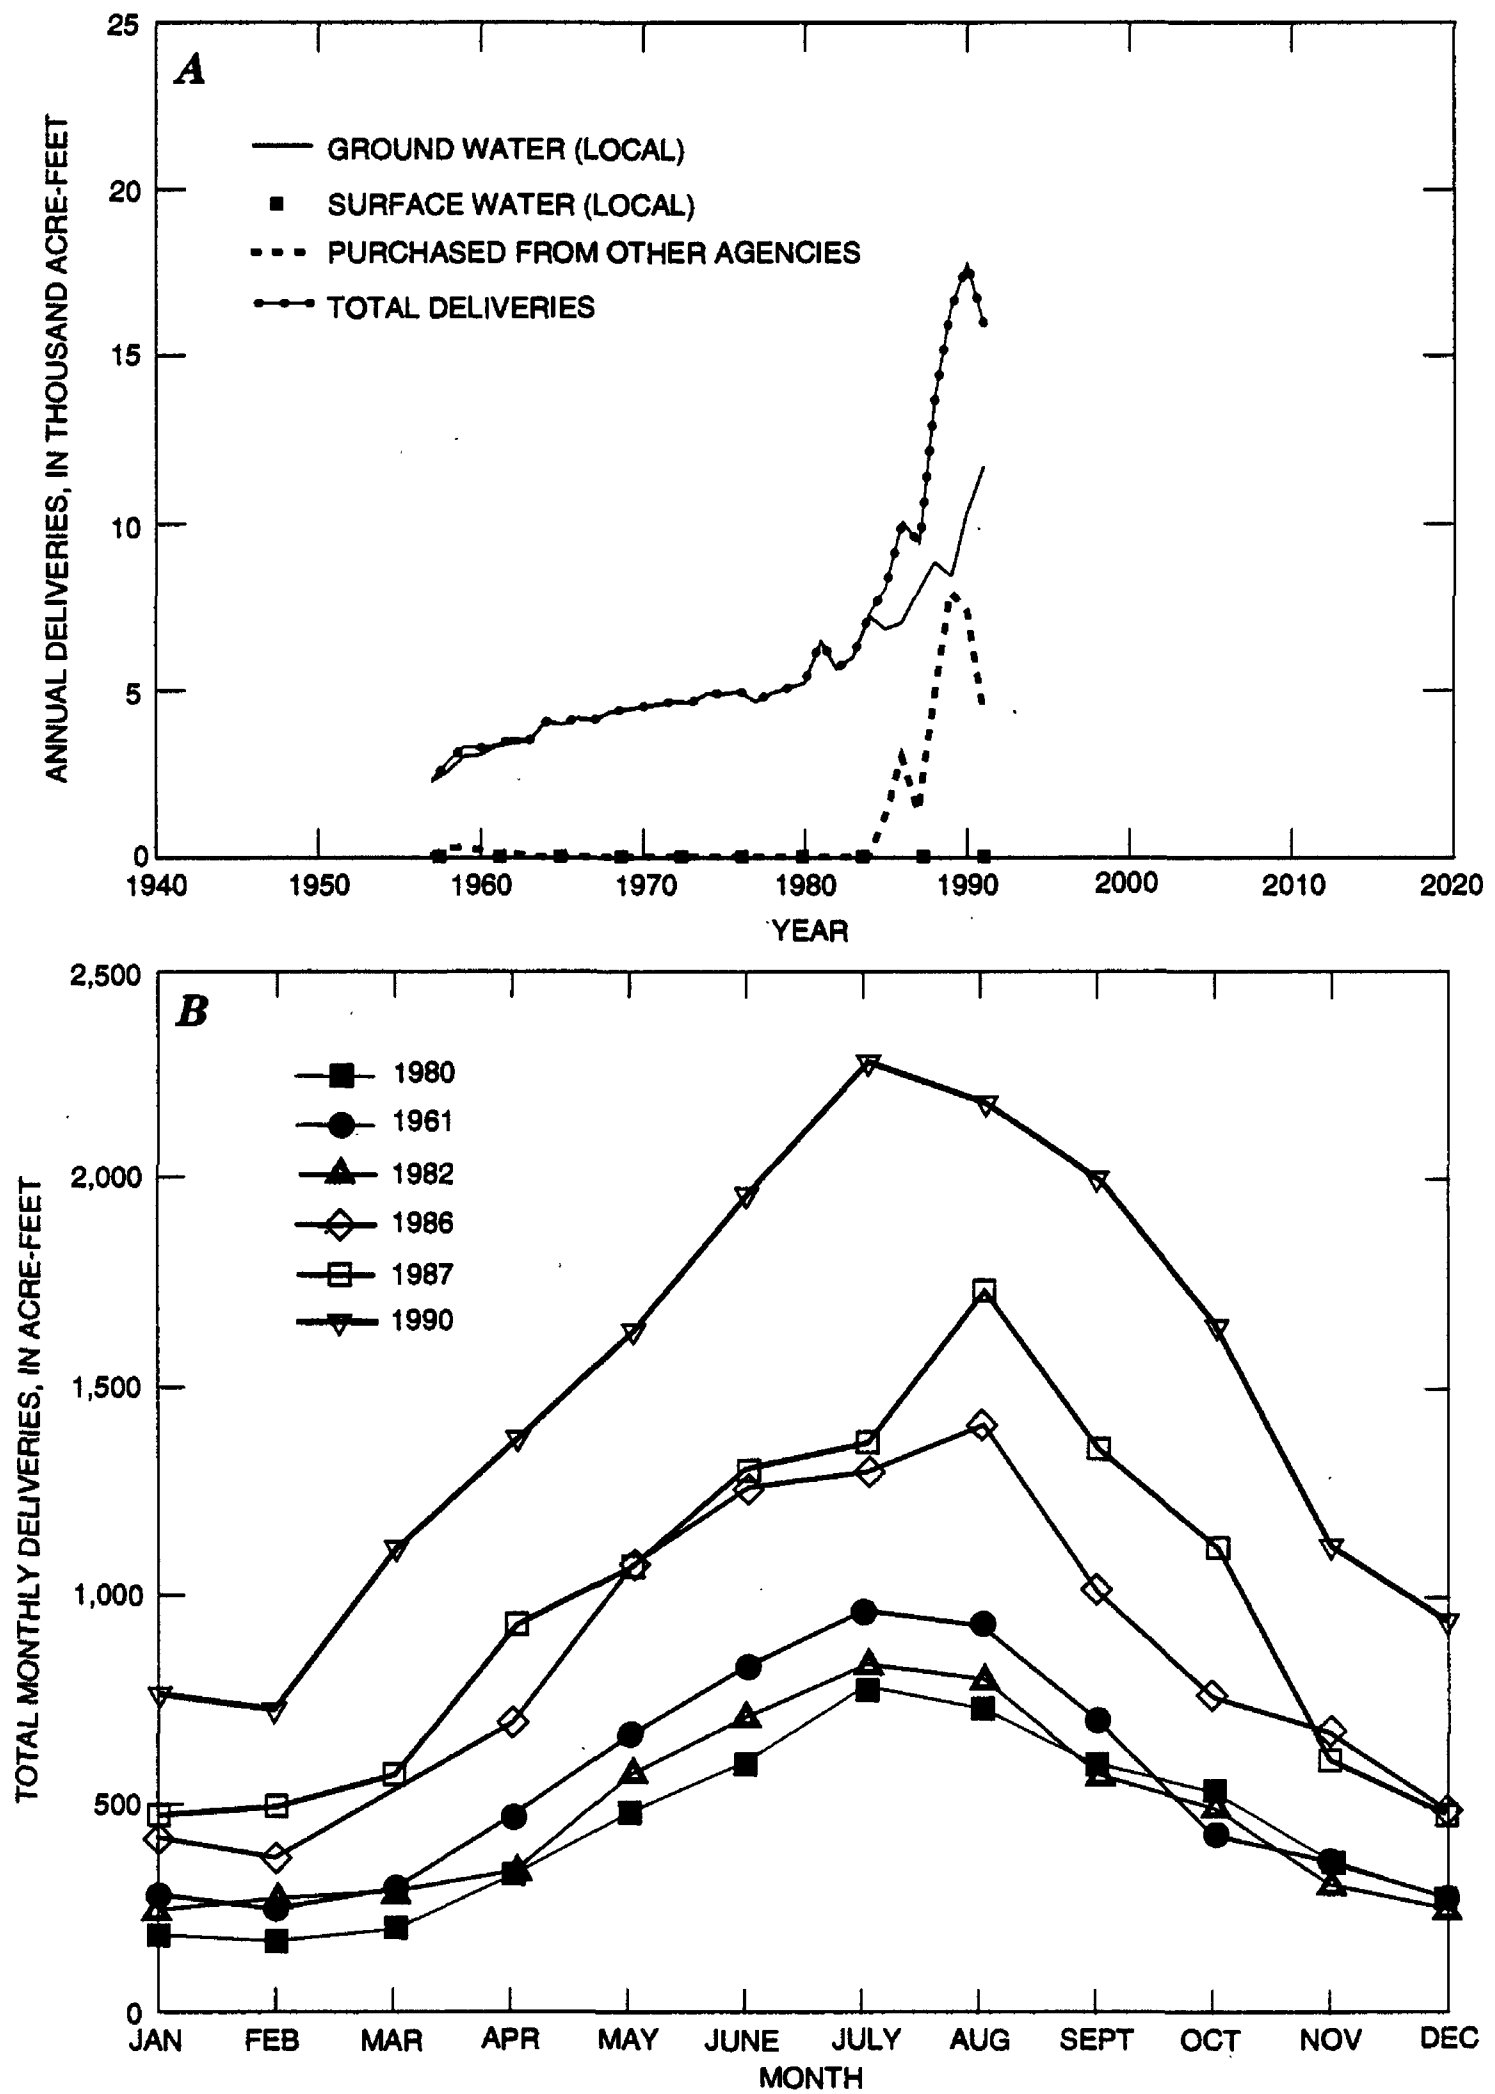 25
A
GROUND WATER (LOCAL)
SURFACE WATER (LOCAL)
PURCHASED FROM OTHER AGENCIES
TOTAL DELIVERIES
20
15
10
5
0
ANNUAL DELIVERIES, IN THOUSAND ACRE-FEET
1940 1950 1960 1970 1980 1990 2000 2010 2020
YEAR
2,500
B
1980
1961
1982
1986
1987
1990
2,000
1,500
1,000
500
0
TOTAL MONTHLY DELIVERIES, IN ACRE-FEET
JAN FEB MAR APR MAY JUNE JULY AUG SEPT OCT NOV DEC
MONTH